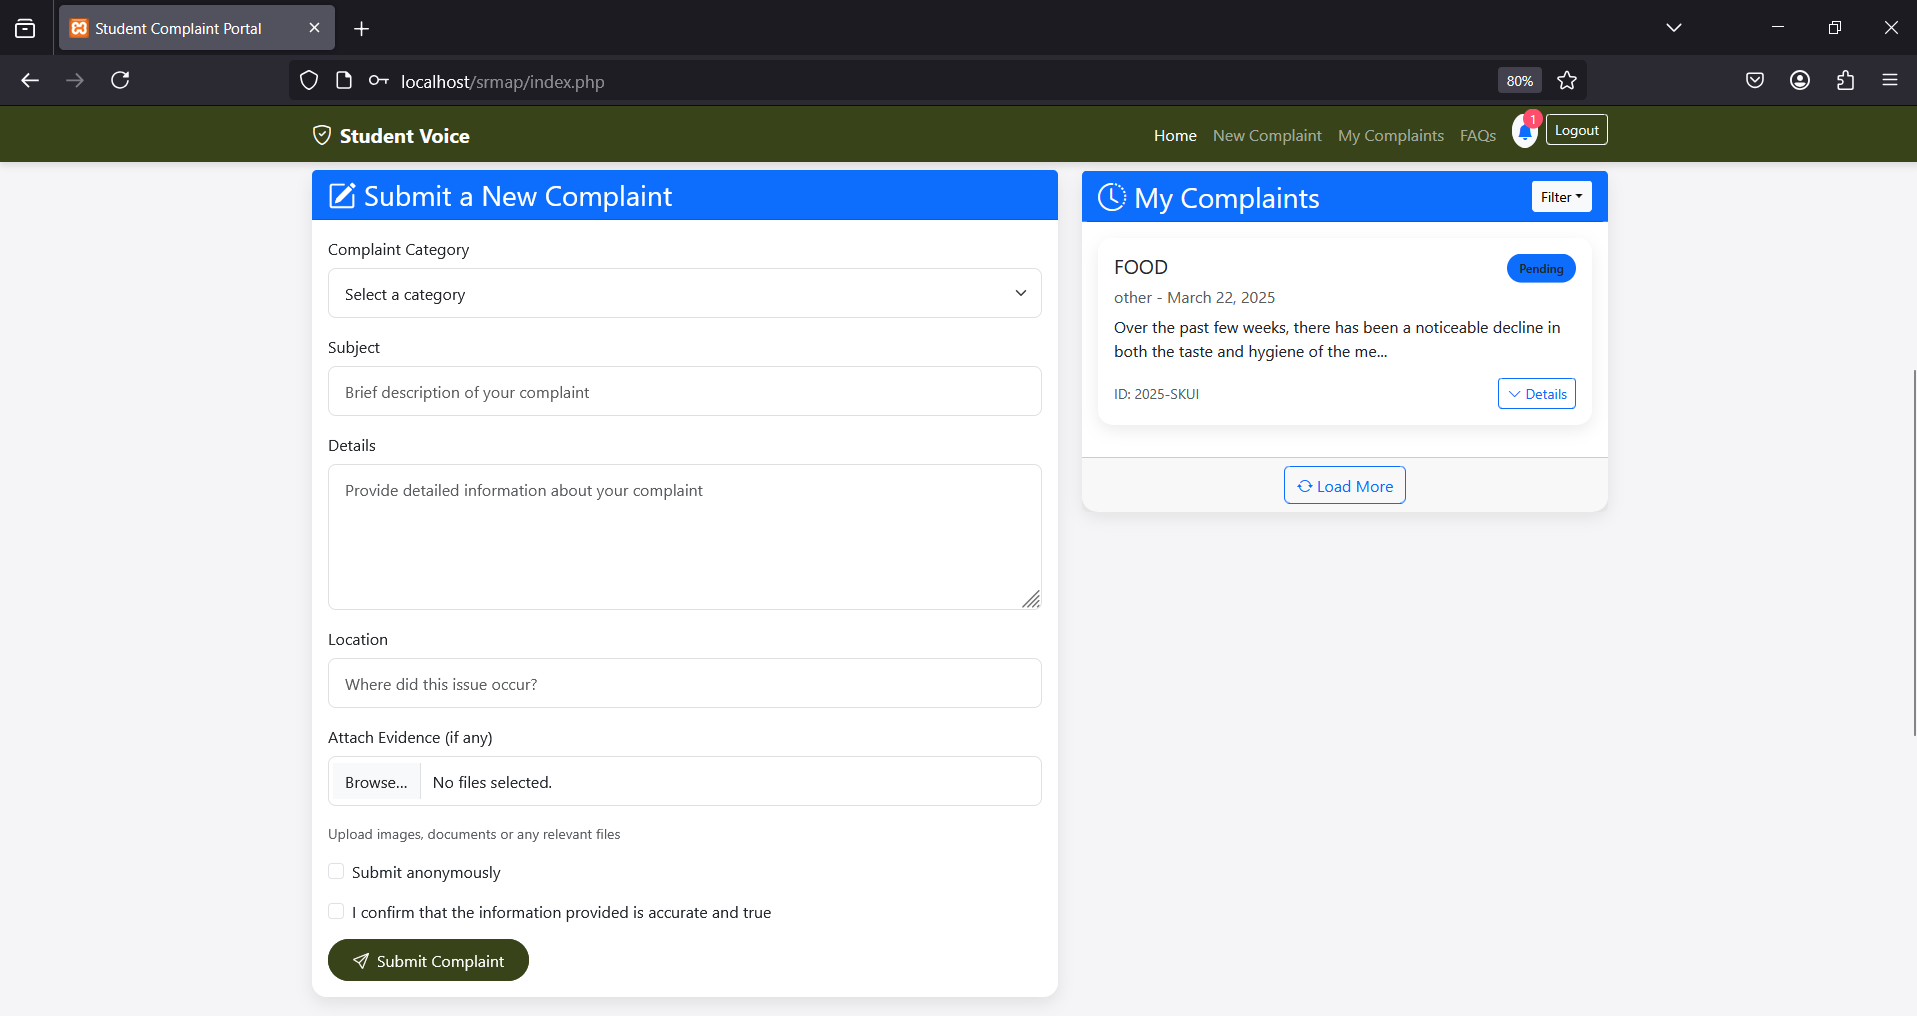 Student Complaint Portal
localhost/srmap/index.php
80%
Student Voice
Home
New Complaint
My Complaints
FAQs
1
Logout
Submit a New Complaint
Complaint Category
Select a category
Subject
Brief description of your complaint
Details
Provide detailed information about your complaint
Location
Where did this issue occur?
Attach Evidence (if any)
Browse...
No files selected.
Upload images, documents or any relevant files
Submit anonymously
I confirm that the information provided is accurate and true
Submit Complaint
My Complaints
Filter
FOOD
Pending
other - March 22, 2025
Over the past few weeks, there has been a noticeable decline in
both the taste and hygiene of the me...
ID: 2025-SKUI
Details
Load More